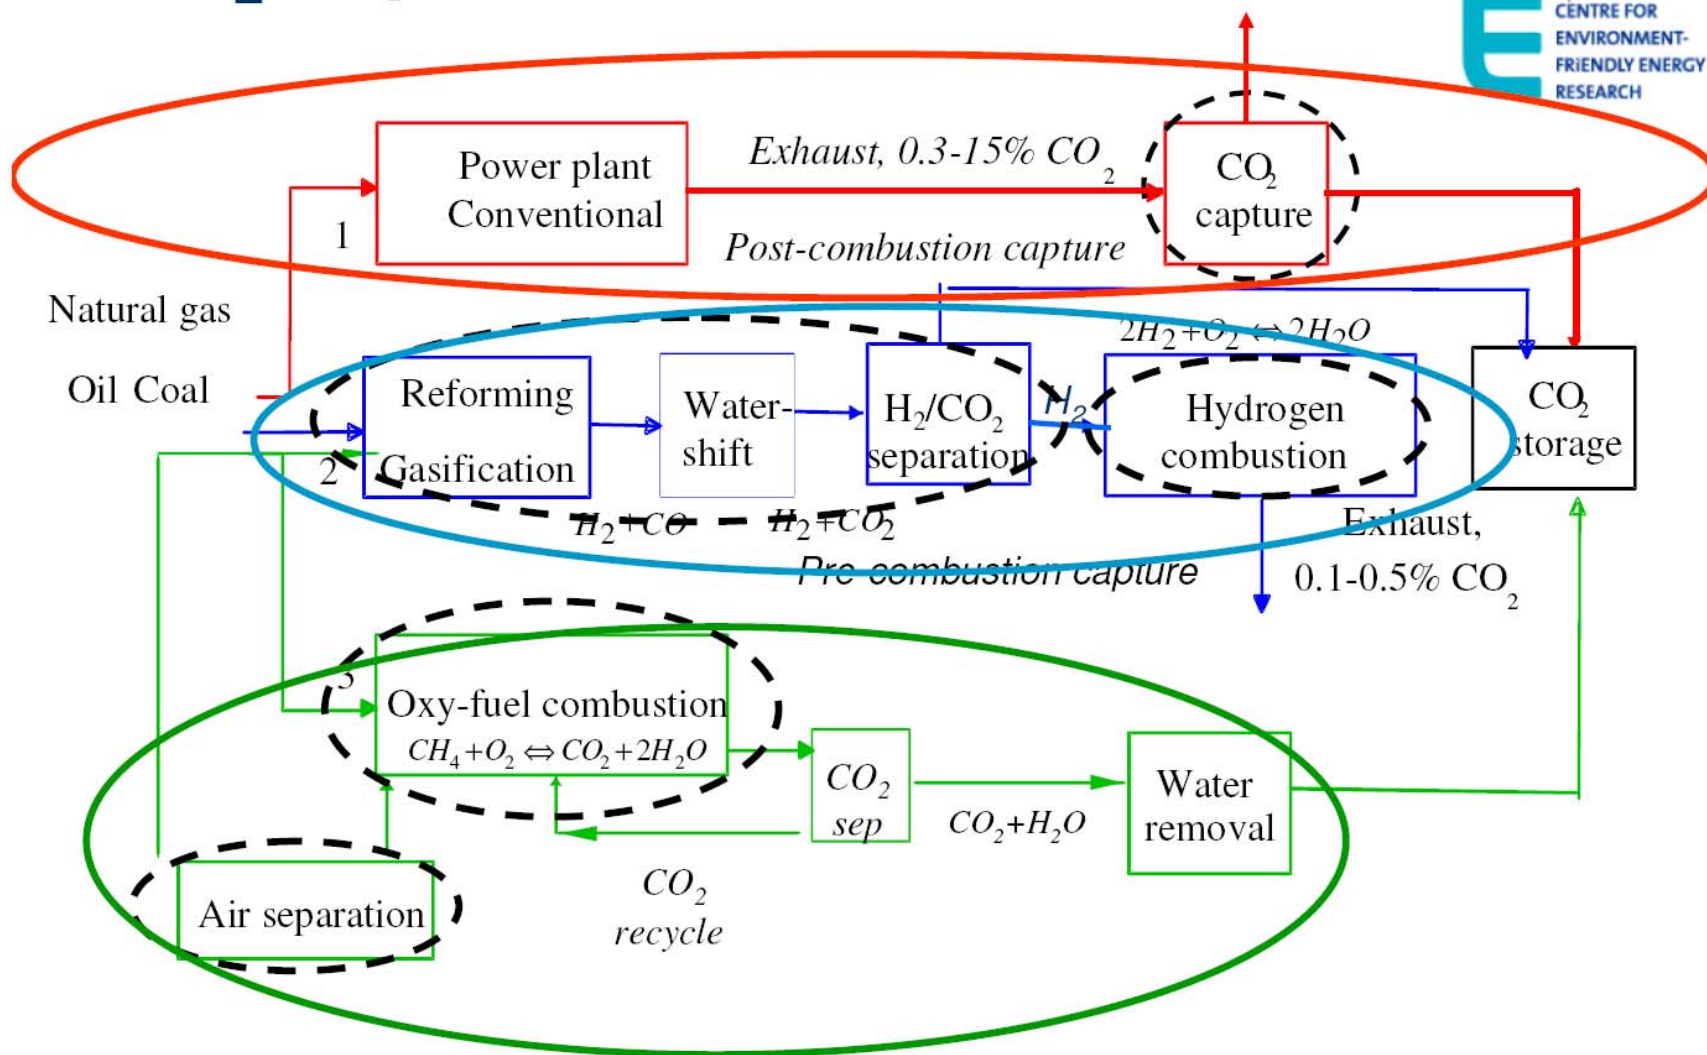 CENTRE FOR
ENVIRONMENT-
FRIENDLY ENERGY
RESEARCH
Power plant
Conventional
Exhaust, 0.3-15% CO2
CO2
capture
1
Post-combustion capture
Natural gas
Oil Coal
2H2+O2⇔2H2O
Reforming
Gasification
Water-
shift
H2/CO2
separation
H2
Hydrogen
combustion
CO2
storage
2
H2+CO
H2+CO2
Pre-combustion capture
Exhaust,
0.1-0.5% CO2
3
Oxy-fuel combustion
CH4+O2⇔CO2+2H2O
CO2
sep
CO2+H2O
Water
removal
CO2
recycle
Air separation